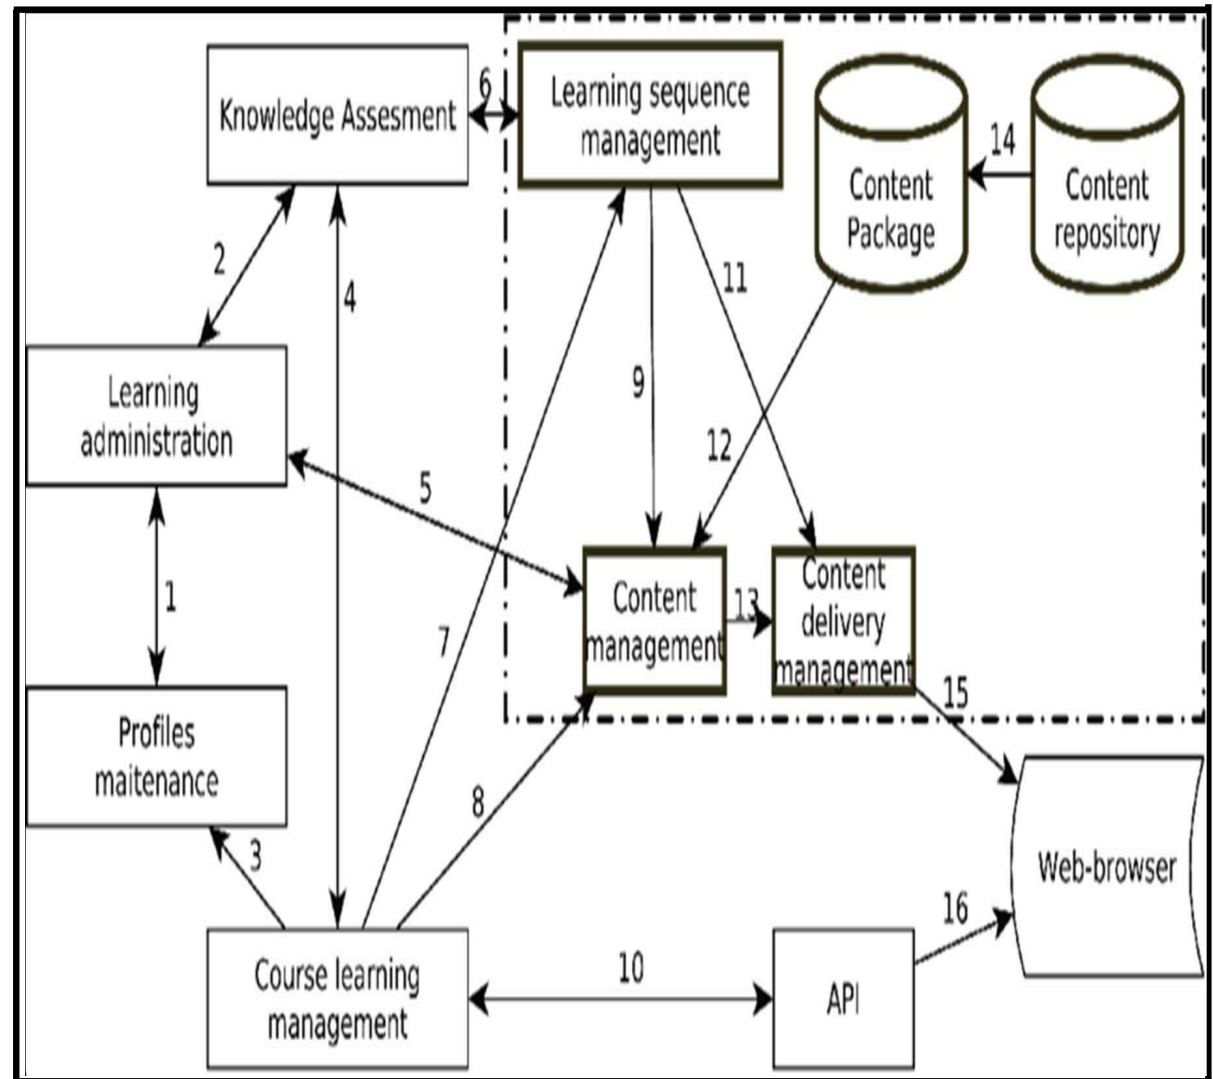 Knowledge Assesment
6
Learning sequence
management
Content
Package
14
Content
repository
2
4
11
Learning
administration
9
12
5
1
7
Content
management
13
Content
delivery
management
15
Profiles
maitenance
8
3
Web-browser
16
Course learning
management
10
API